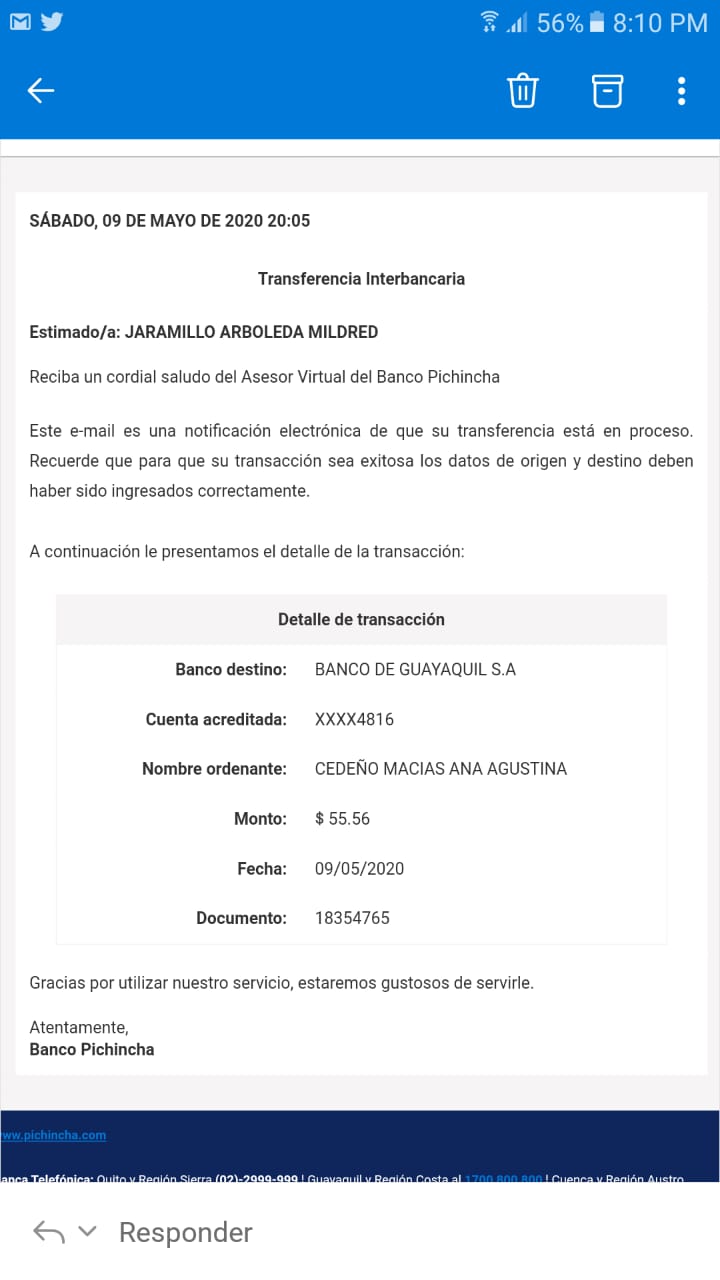 56% 8:10 PM
SÁBADO, 09 DE MAYO DE 2020 20:05
Transferencia Interbancaria
Estimado/a: JARAMILLO ARBOLEDA MILDRED
Reciba un cordial saludo del Asesor Virtual del Banco Pichincha
Este e-mail es una notificación electrónica de que su transferencia está en proceso.
Recuerde que para que su transacción sea exitosa los datos de origen y destino deben
haber sido ingresados correctamente.
A continuación le presentamos el detalle de la transacción:
Detalle de transacción
Banco destino: BANCO DE GUAYAQUIL S.A
Cuenta acreditada: XXXX4816
Nombre ordenante: CEDEÑO MACIAS ANA AGUSTINA
Monto: $ 55.56
Fecha: 09/05/2020
Documento: 18354765
Gracias por utilizar nuestro servicio, estaremos gustosos de servirle.
Atentamente,
Banco Pichincha
ww.pichincha.com
anca Telefónica: Quito y Región Sierra (02)-2999-999 ! Guayaquil y Región Costa al 1700 800 800 ! Cuenca y Región Austro
Responder